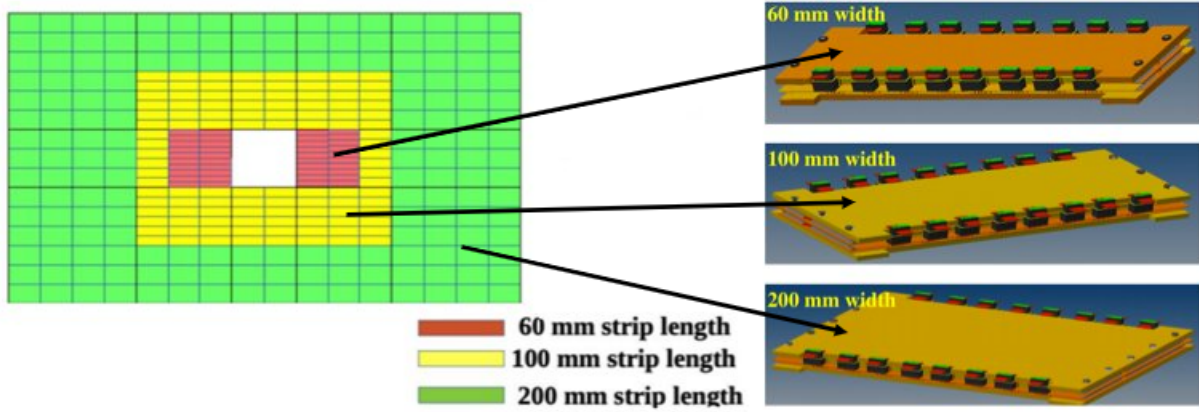 60 mm width
100 mm width
200 mm width
60 mm strip length
100 mm strip length
200 mm strip length